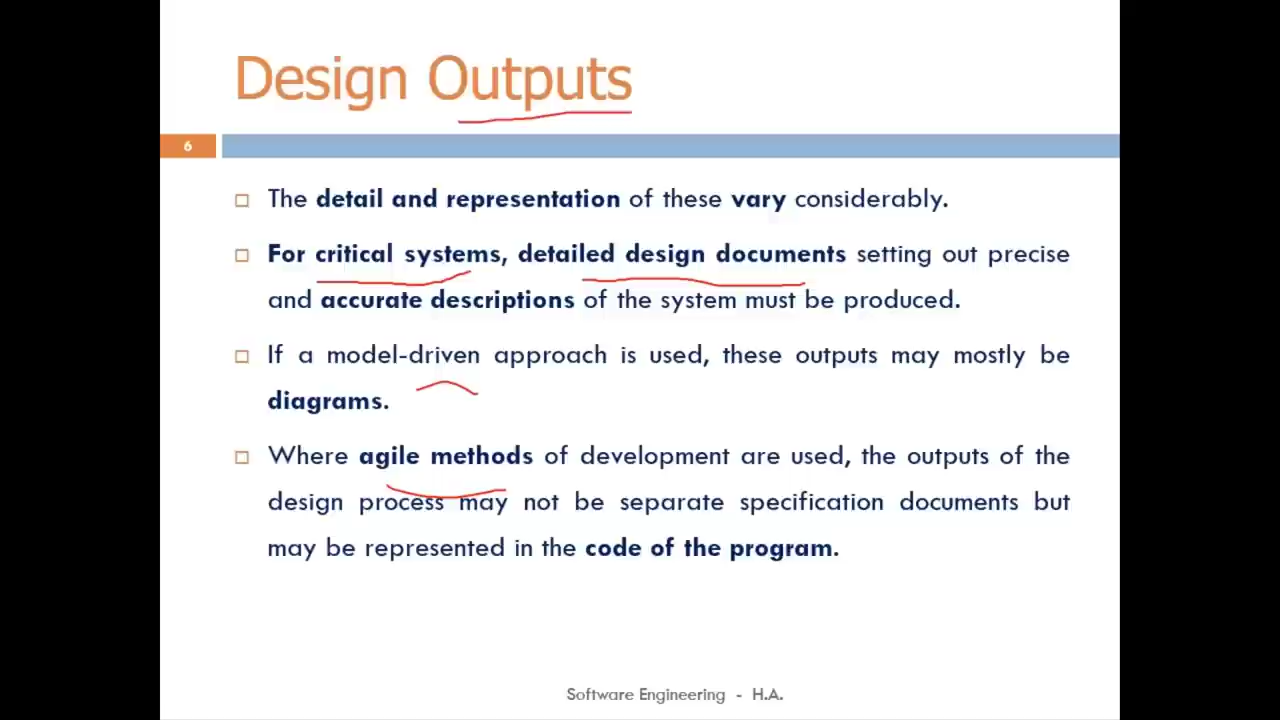 Design Outputs
6
The detail and representation of these vary considerably.
For critical systems, detailed design documents setting out precise
and accurate descriptions of the system must be produced.
If a model-driven approach is used, these outputs may mostly be
diagrams.
Where agile methods of development are used, the outputs of the
design process may not be separate specification documents but
may be represented in the code of the program.
Software Engineering - H.A.